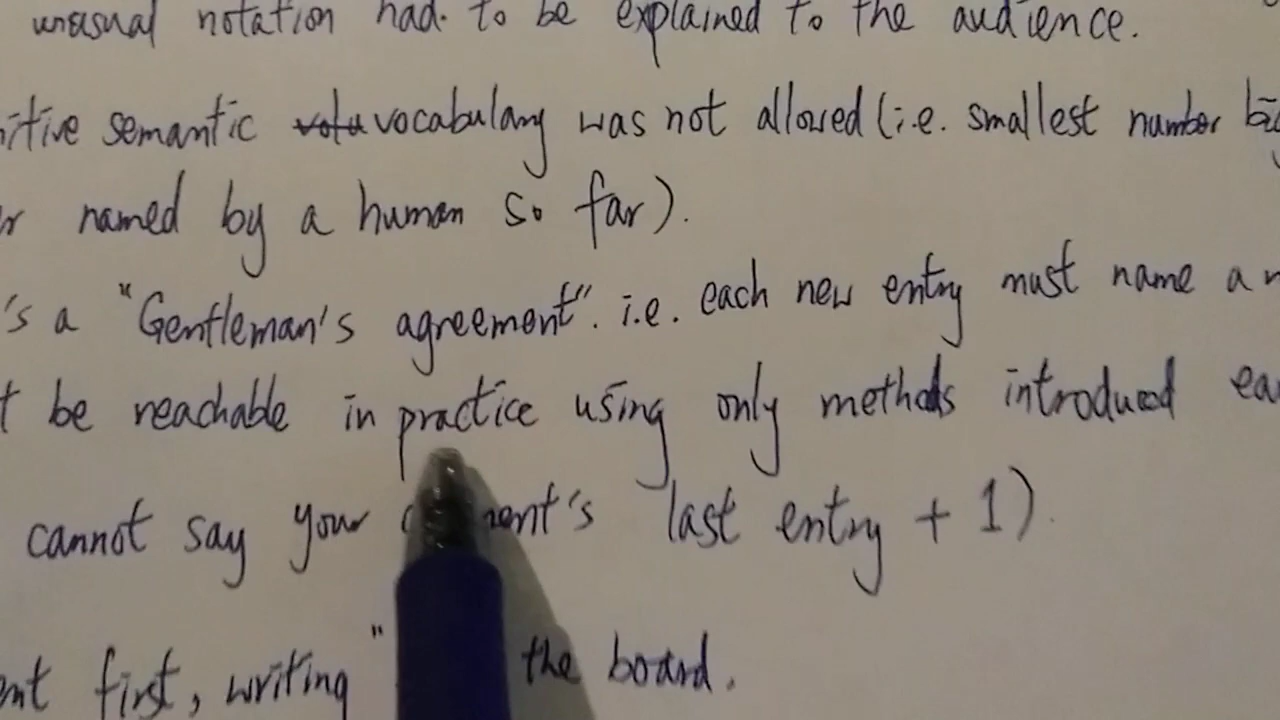 unusual notation had to be explained to the audience.
itive semantic vocabulary was not allowed (i.e. smallest number
named by a human so far).
's a "Gentleman's agreement". i.e. each new entry must name a
t be reachable in practice using only methods introduced
cannot say your last entry + 1)
first, writing " the board.